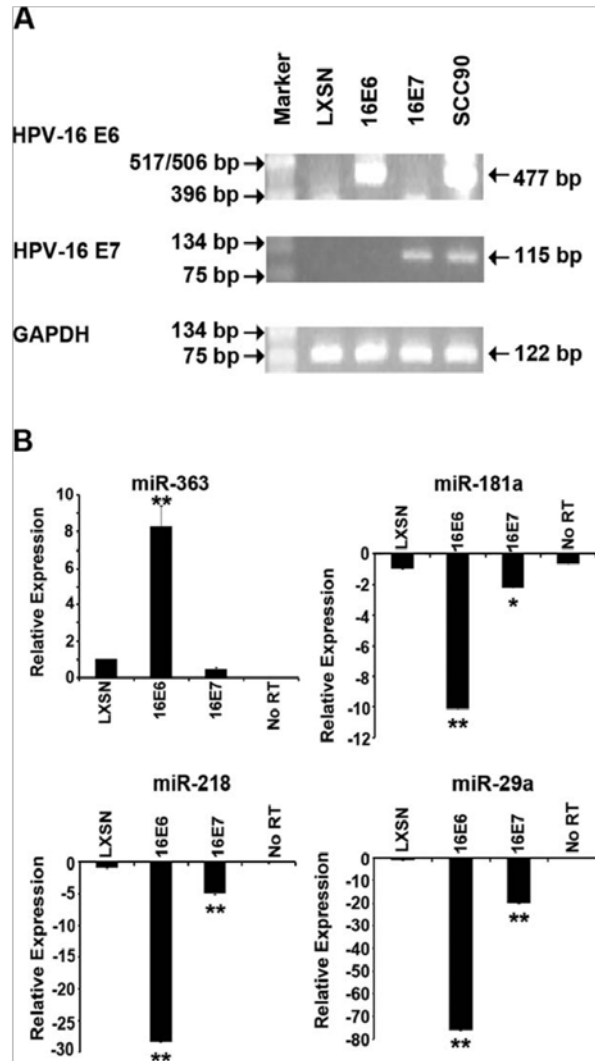 A
Marker
LXSN
16E6
16E7
SCC90
HPV-16 E6
517/506 bp
396 bp
477 bp
HPV-16 E7
134 bp
75 bp
115 bp
GAPDH
134 bp
75 bp
122 bp
B
miR-363
Relative Expression
10
8
6
4
2
0
**
LXSN
16E6
16E7
No RT
miR-181a
Relative Expression
LXSN
16E6
16E7
No RT
0
-2
-4
-6
-8
-10
-12
**
*
miR-218
Relative Expression
LXSN
16E6
16E7
No RT
0
-5
-10
-15
-20
-25
-30
**
**
miR-29a
Relative Expression
LXSN
16E6
16E7
No RT
0
-10
-20
-30
-40
-50
-60
-70
-80
**
**